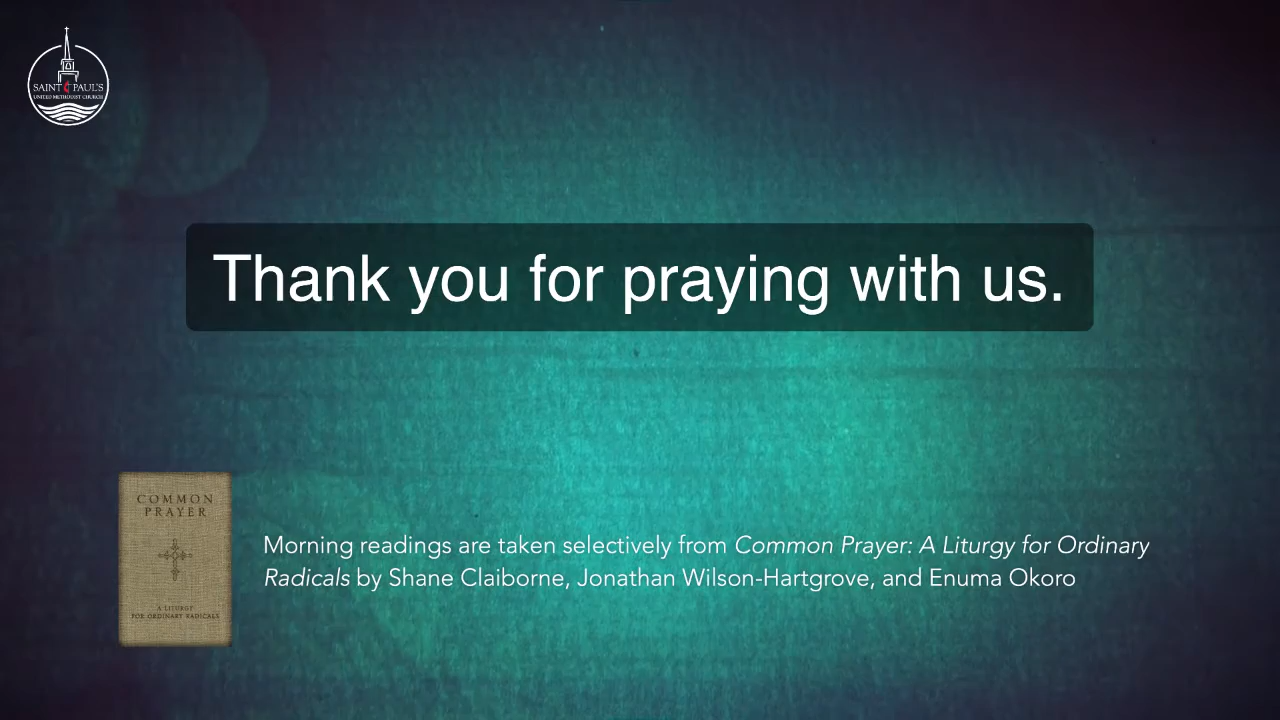 SAINT PAUL'S
UNITED METHODIST CHURCH
Thank you for praying with us.
COMMON
PRAYER
A LITURGY
FOR ORDINARY RADICALS
Morning readings are taken selectively from Common Prayer: A Liturgy for Ordinary
Radicals by Shane Claiborne, Jonathan Wilson-Hartgrove, and Enuma Okoro